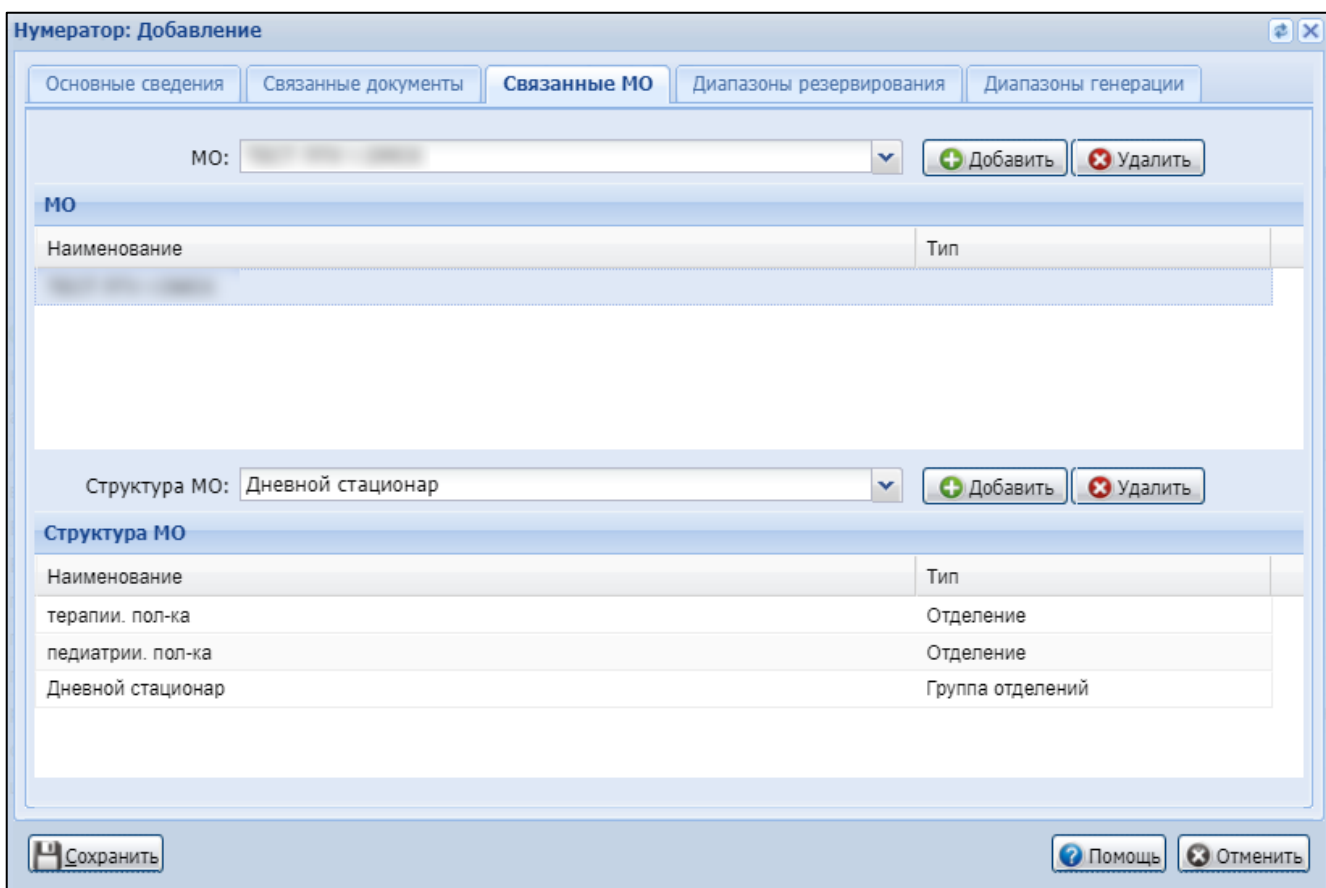 Нумератор: Добавление
Основные сведения Связанные документы Связанные МО Диапазоны резервирования Диапазоны генерации
МО: Добавить Удалить
МО
Наименование Тип
Структура МО: Дневной стационар Добавить Удалить
Структура МО
Наименование Тип
терапии. пол-ка Отделение
педиатрии. пол-ка Отделение
Дневной стационар Группа отделений
Сохранить Помощь Отменить